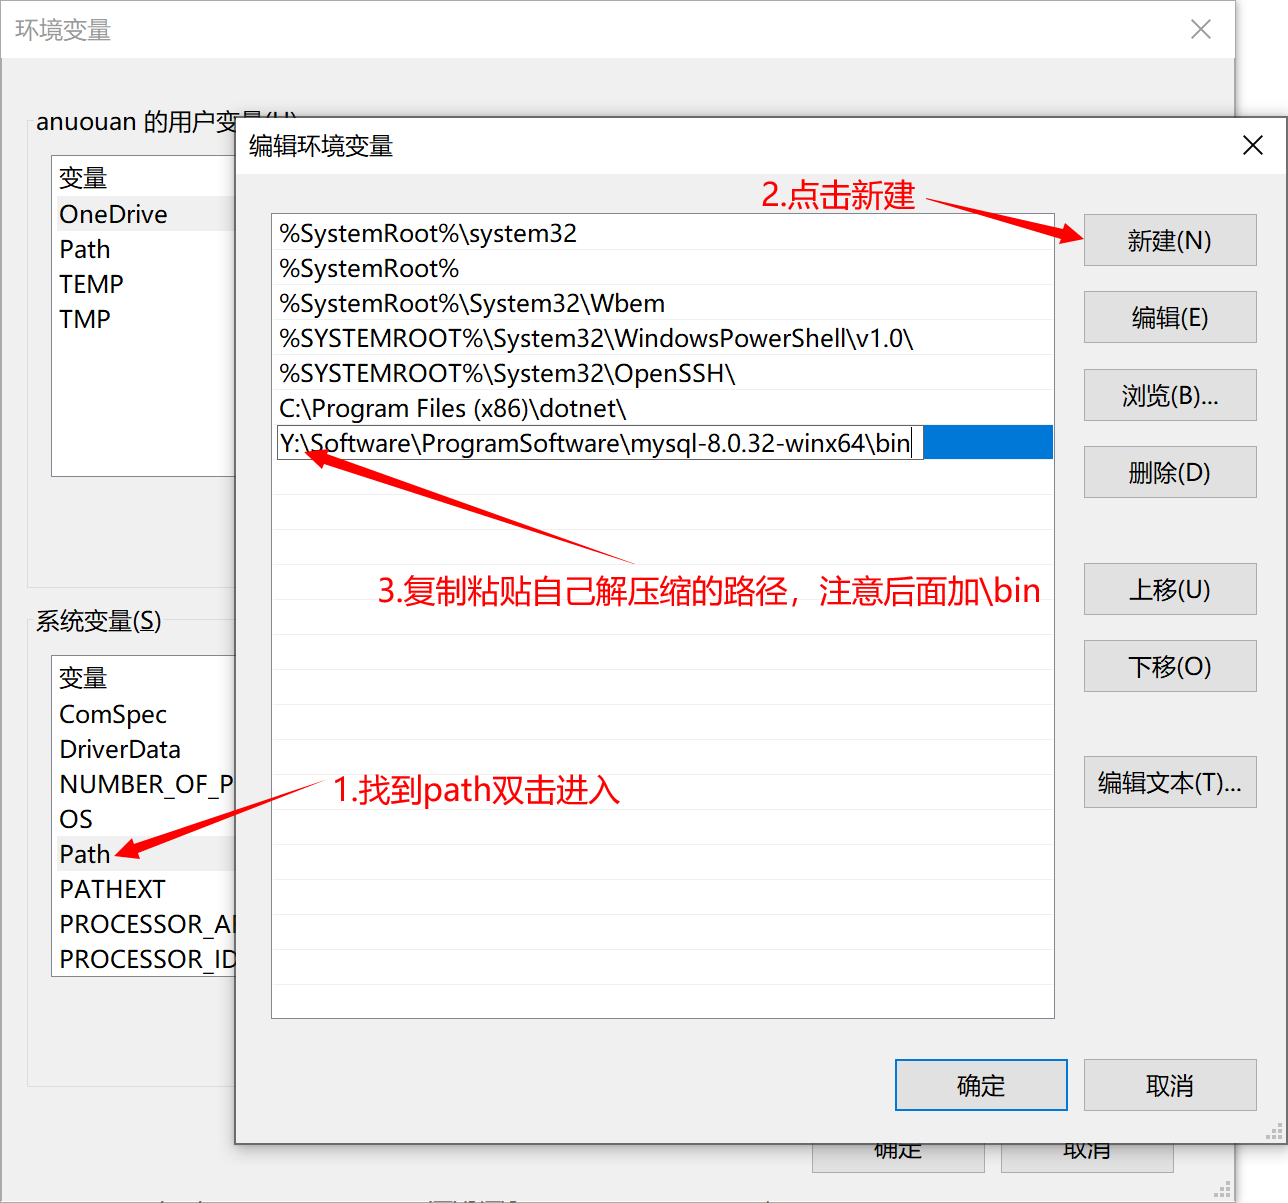 环境变量
anuouan 的用户变量(U)
变量
OneDrive
Path
TEMP
TMP
编辑环境变量
2.点击新建
%SystemRoot%\system32
%SystemRoot%
%SystemRoot%\System32\Wbem
%SYSTEMROOT%\System32\WindowsPowerShell\v1.0\
%SYSTEMROOT%\System32\OpenSSH\
C:\Program Files (x86)\dotnet\
Y:\Software\ProgramSoftware\mysql-8.0.32-winx64\bin
3.复制粘贴自己解压缩的路径，注意后面加\bin
新建(N)
编辑(E)
浏览(B)...
删除(D)
上移(U)
下移(O)
编辑文本(T)...
系统变量(S)
变量
ComSpec
DriverData
NUMBER_OF_P
OS
Path
PATHEXT
PROCESSOR_AR
PROCESSOR_ID
1.找到path双击进入
确定
取消
确定
取消